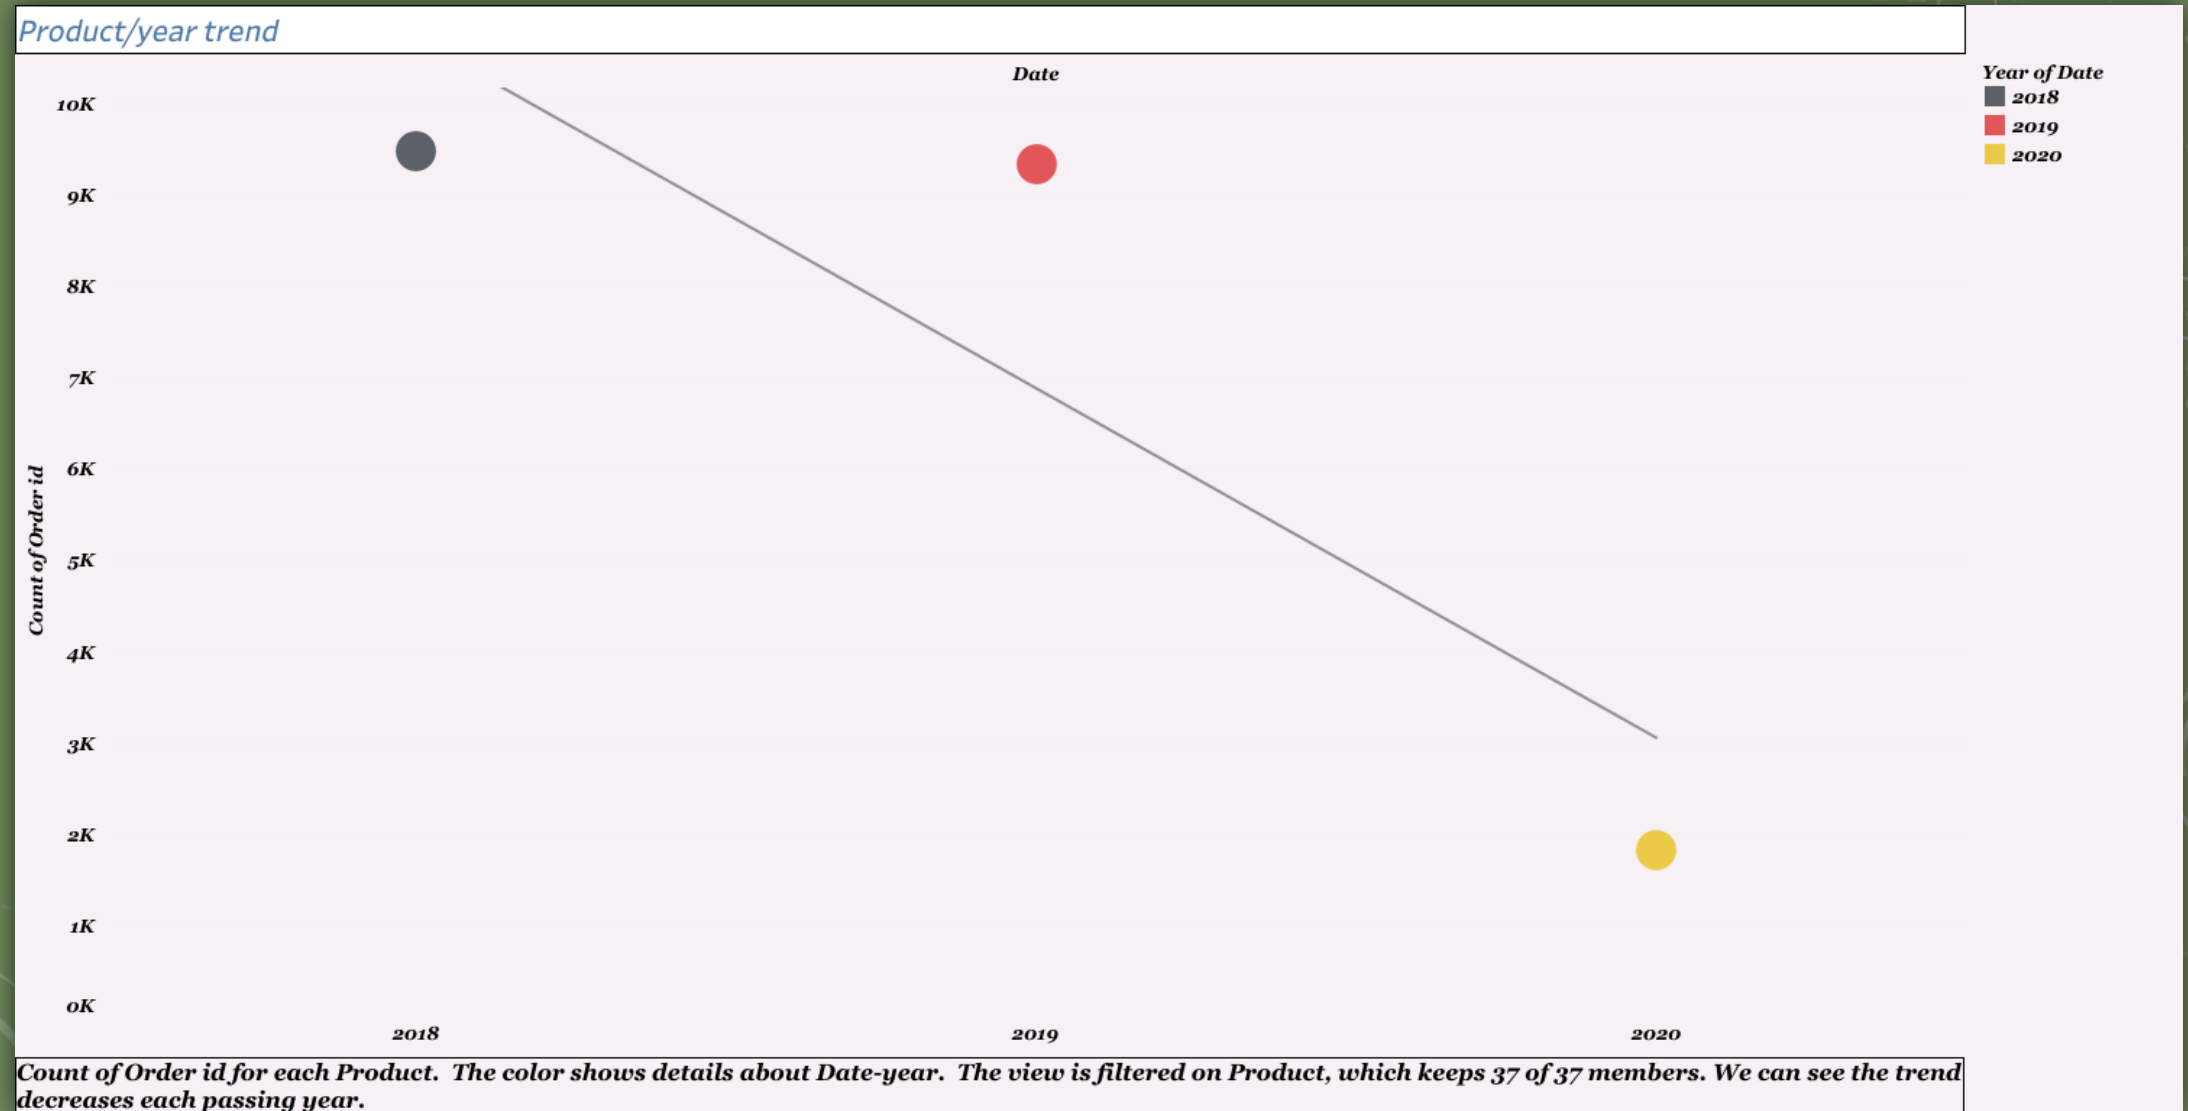 Product/year trend
Date
Year of Date
2018
2019
2020
10K
9K
8K
7K
6K
5K
4K
3K
2K
1K
0K
Count of Order id
2018
2019
2020
Count of Order id for each Product.  The color shows details about Date-year.  The view is filtered on Product, which keeps 37 of 37 members. We can see the trend
decreases each passing year.